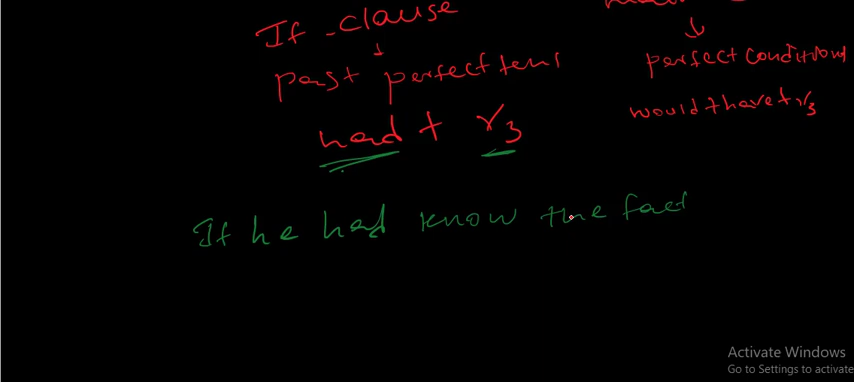 If -clause
↓
past perfect tens
had + V3
↓
perfect conditional
would + have + V3
If he had know the fact
Activate Windows
Go to Settings to activate